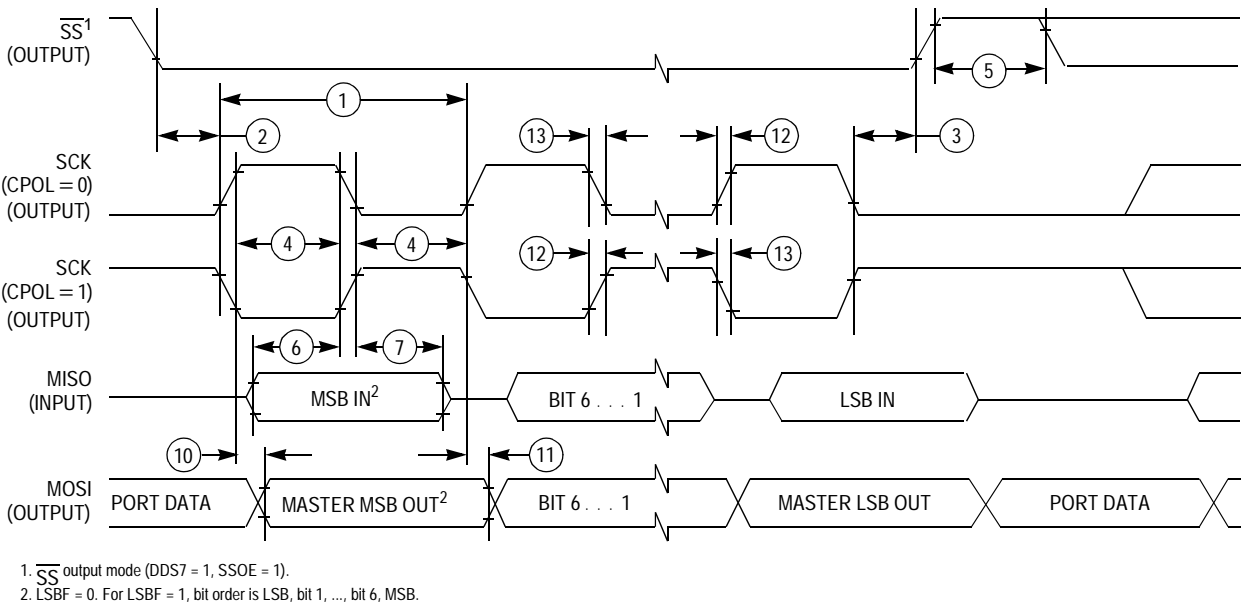 SS¹
(OUTPUT)
5
1
2
13
12
3
SCK
(CPOL = 0)
(OUTPUT)
4
4
SCK
(CPOL = 1)
(OUTPUT)
12
13
6
7
MISO
(INPUT)
MSB IN²
BIT 6 . . . 1
LSB IN
10
11
MOSI
(OUTPUT)
PORT DATA
MASTER MSB OUT²
BIT 6 . . . 1
MASTER LSB OUT
PORT DATA
1. SS output mode (DDS7 = 1, SSOE = 1).
2. LSBF = 0. For LSBF = 1, bit order is LSB, bit 1, ..., bit 6, MSB.